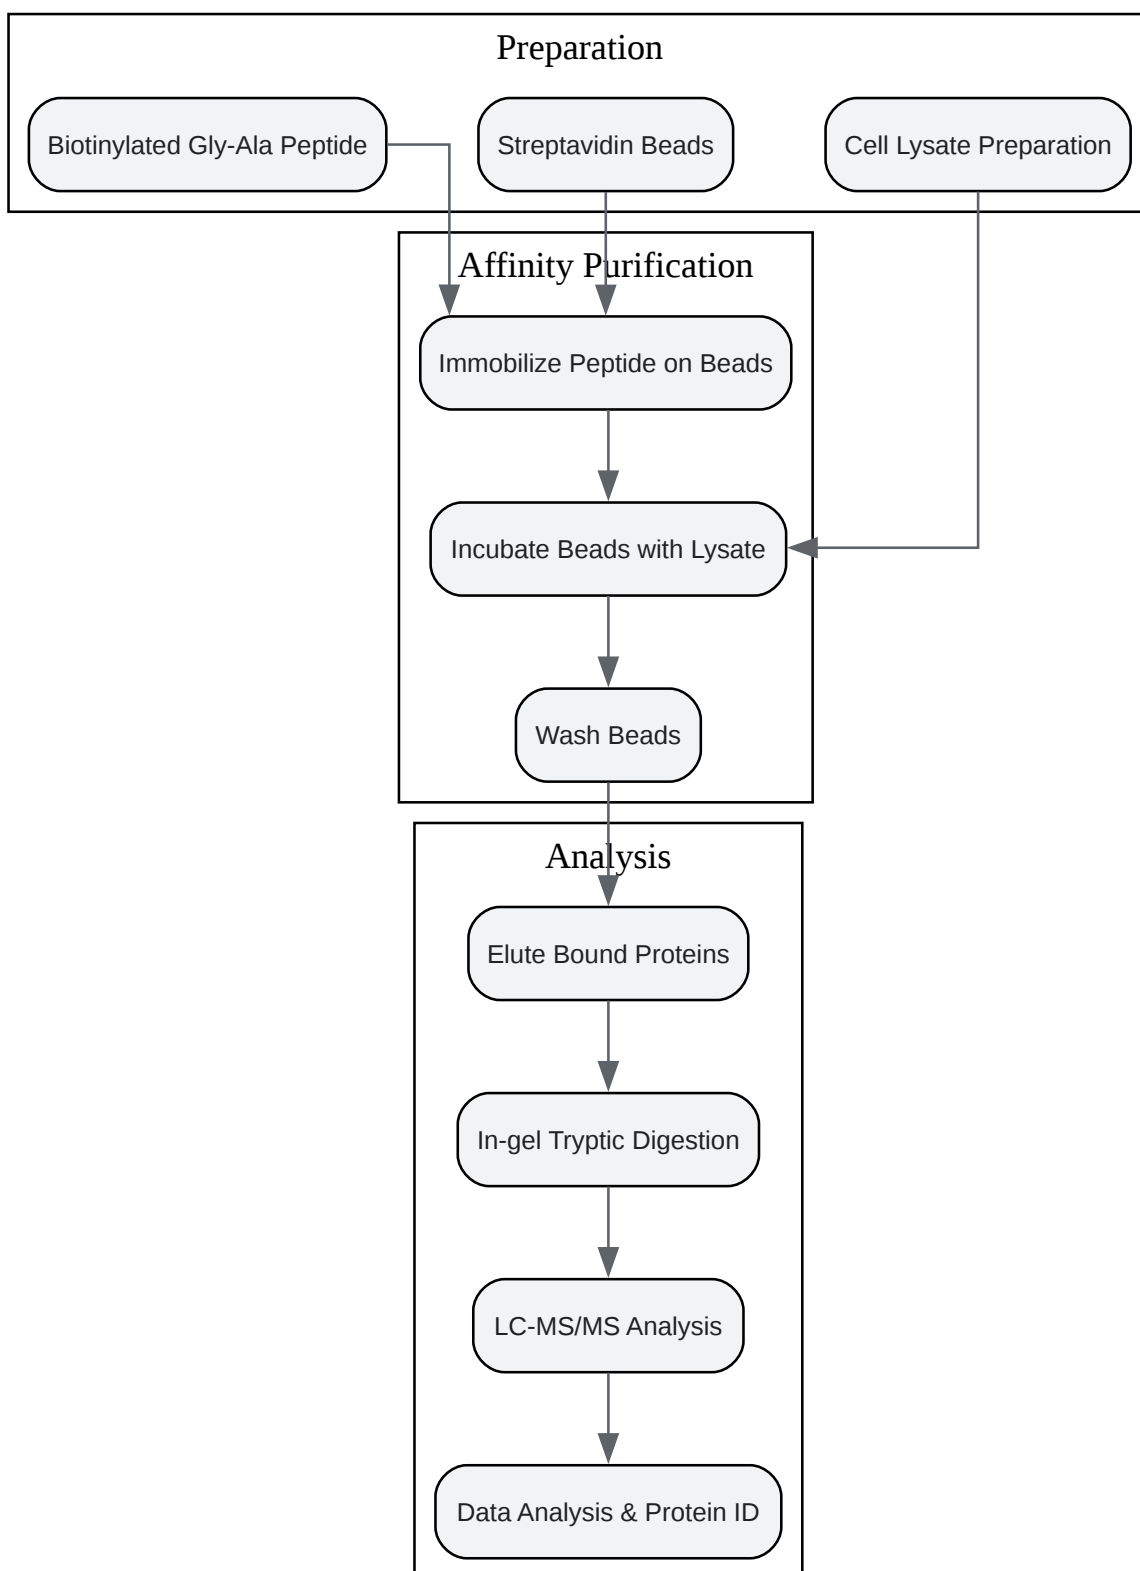 Preparation
Biotinylated Gly-Ala Peptide
Streptavidin Beads
Cell Lysate Preparation
Affinity Purification
Immobilize Peptide on Beads
Incubate Beads with Lysate
Wash Beads
Analysis
Elute Bound Proteins
In-gel Tryptic Digestion
LC-MS/MS Analysis
Data Analysis & Protein ID